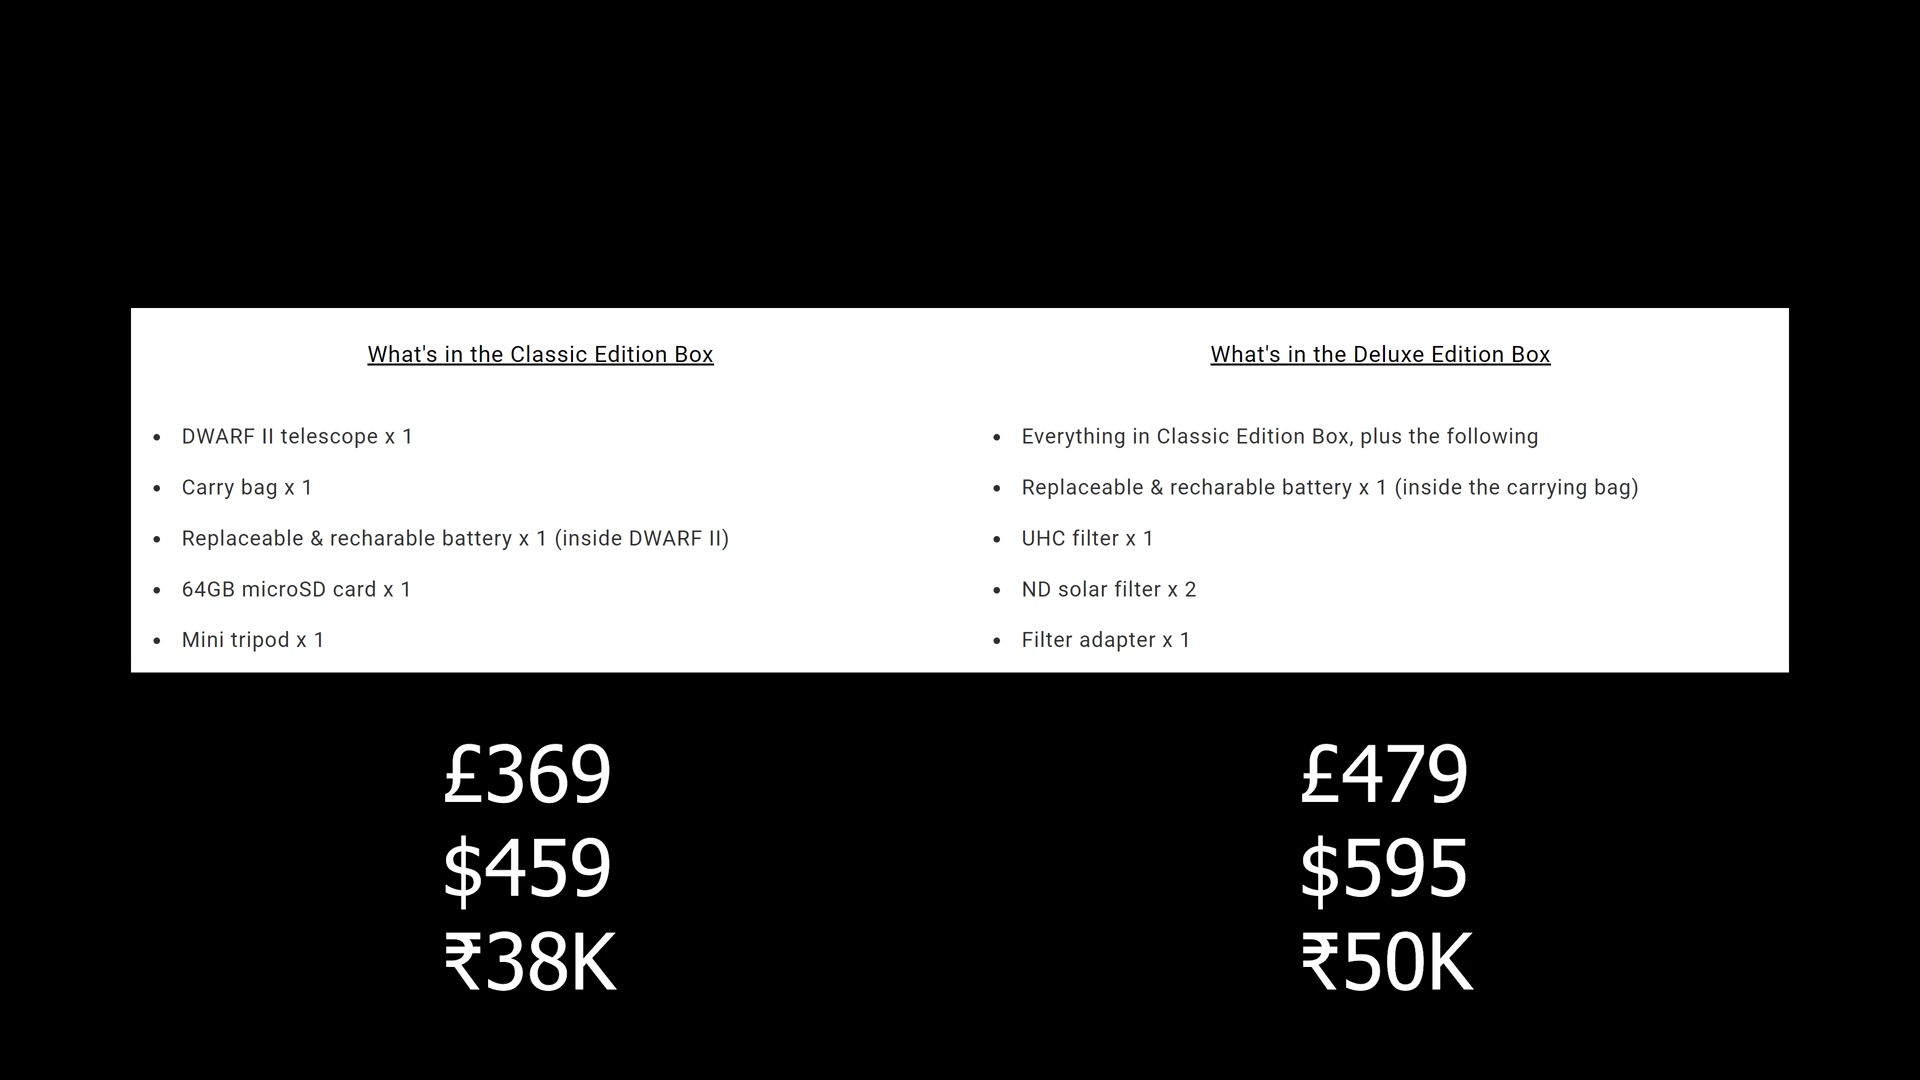 What's in the Classic Edition Box
DWARF II telescope x 1
Carry bag x 1
Replaceable & recharable battery x 1 (inside DWARF II)
64GB microSD card x 1
Mini tripod x 1
£369
$459
₹38K
What's in the Deluxe Edition Box
Everything in Classic Edition Box, plus the following
Replaceable & recharable battery x 1 (inside the carrying bag)
UHC filter x 1
ND solar filter x 2
Filter adapter x 1
£479
$595
₹50K